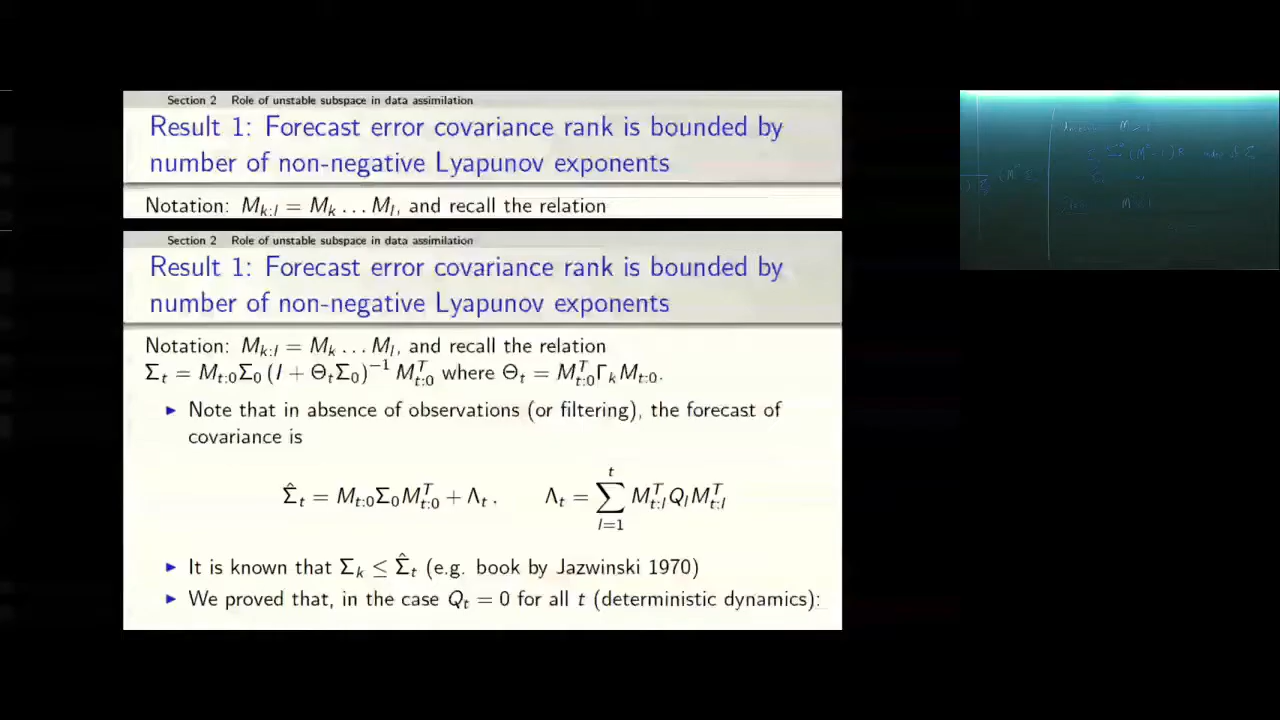 Section 2 Role of unstable subspace in data assimilation
Result 1: Forecast error covariance rank is bounded by
number of non-negative Lyapunov exponents
Notation: M_{k:l} = M_k … M_l, and recall the relation
Section 2 Role of unstable subspace in data assimilation
Result 1: Forecast error covariance rank is bounded by
number of non-negative Lyapunov exponents
Notation: M_{k:l} = M_k … M_l, and recall the relation
Σ_t = M_{t:0}Σ_0 (I + Θ_tΣ_0)^{-1} M_{t:0}^T where Θ_t = M_{t:0}^T Γ_k M_{t:0}.
▶ Note that in absence of observations (or filtering), the forecast of
covariance is
Σ̂_t = M_{t:0}Σ_0M_{t:0}^T + Λ_t . Λ_t = ∑_{l=1}^{t} M_{t:l}^T Q_l M_{t:l}^T
▶ It is known that Σ_k ≤ Σ̂_t (e.g. book by Jazwinski 1970)
▶ We proved that, in the case Q_t = 0 for all t (deterministic dynamics):